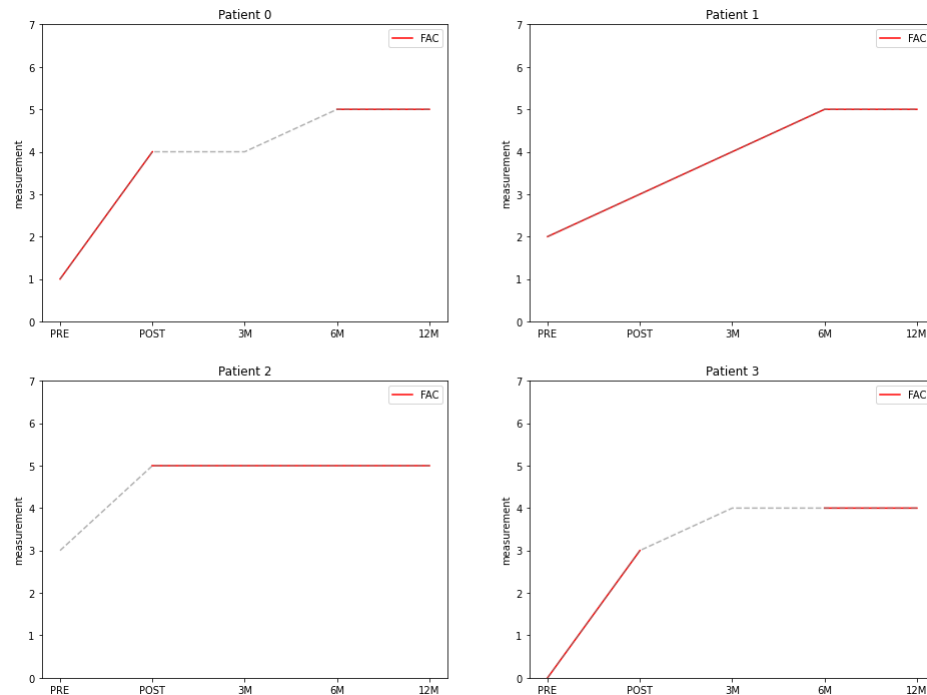 Patient 0
7
6
5
4
3
2
1
0
measurement
FAC
PRE POST 3M 6M 12M
Patient 1
7
6
5
4
3
2
1
0
measurement
FAC
PRE POST 3M 6M 12M
Patient 2
7
6
5
4
3
2
1
0
measurement
FAC
PRE POST 3M 6M 12M
Patient 3
7
6
5
4
3
2
1
0
measurement
FAC
PRE POST 3M 6M 12M